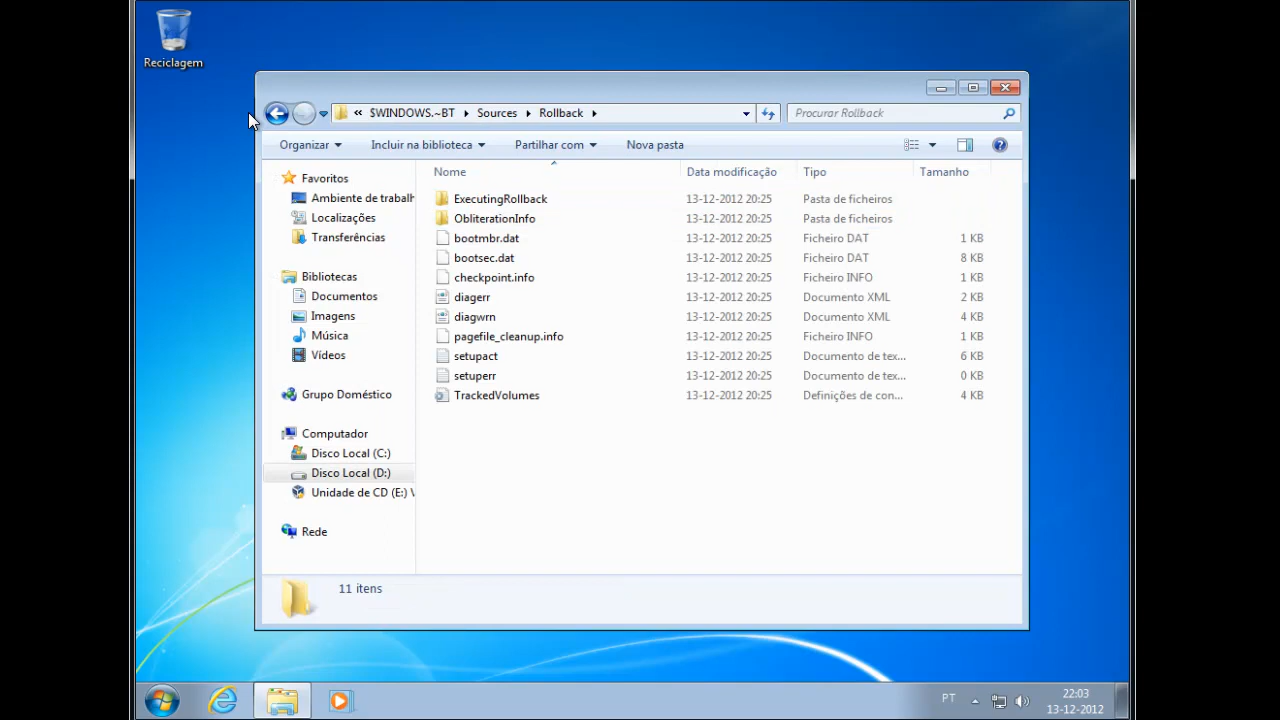 Reciclagem
« $WINDOWS.~BT Sources Rollback Procurar Rollback
Organizar Incluir na biblioteca Partilhar com Nova pasta
Nome Data modificação Tipo Tamanho
Favoritos
Ambiente de trabalh
Localizações
Transferências
Bibliotecas
Documentos
Imagens
Música
Vídeos
Grupo Doméstico
Computador
Disco Local (C:)
Disco Local (D:)
Unidade de CD (E:) V
Rede
ExecutingRollback 13-12-2012 20:25 Pasta de ficheiros
ObliterationInfo 13-12-2012 20:25 Pasta de ficheiros
bootmbr.dat 13-12-2012 20:25 Ficheiro DAT 1 KB
bootsec.dat 13-12-2012 20:25 Ficheiro DAT 8 KB
checkpoint.info 13-12-2012 20:25 Ficheiro INFO 1 KB
diagerr 13-12-2012 20:25 Documento XML 2 KB
diagwrn 13-12-2012 20:25 Documento XML 4 KB
pagefile_cleanup.info 13-12-2012 20:25 Ficheiro INFO 1 KB
setupact 13-12-2012 20:25 Documento de tex... 6 KB
setuperr 13-12-2012 20:25 Documento de tex... 0 KB
TrackedVolumes 13-12-2012 20:25 Definições de con... 4 KB
11 itens
PT 22:03
13-12-2012